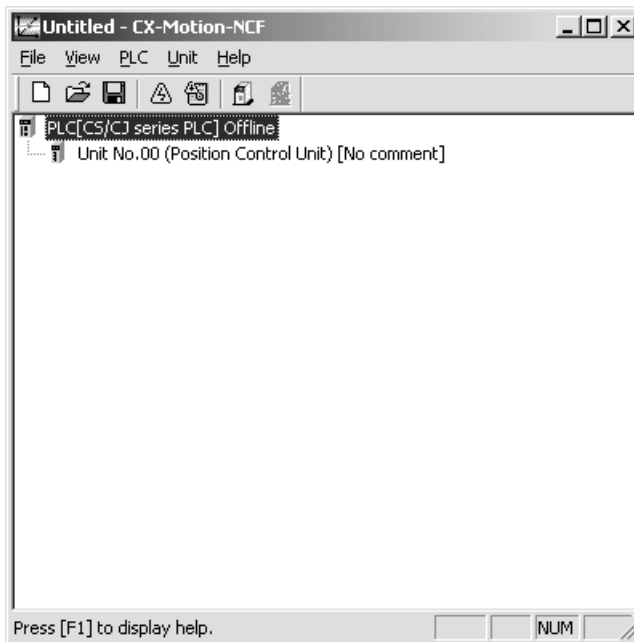 Untitled - CX-Motion-NCF
File View PLC Unit Help
PLC[CS/CJ series PLC] Offline
Unit No.00 (Position Control Unit) [No comment]
Press [F1] to display help. NUM